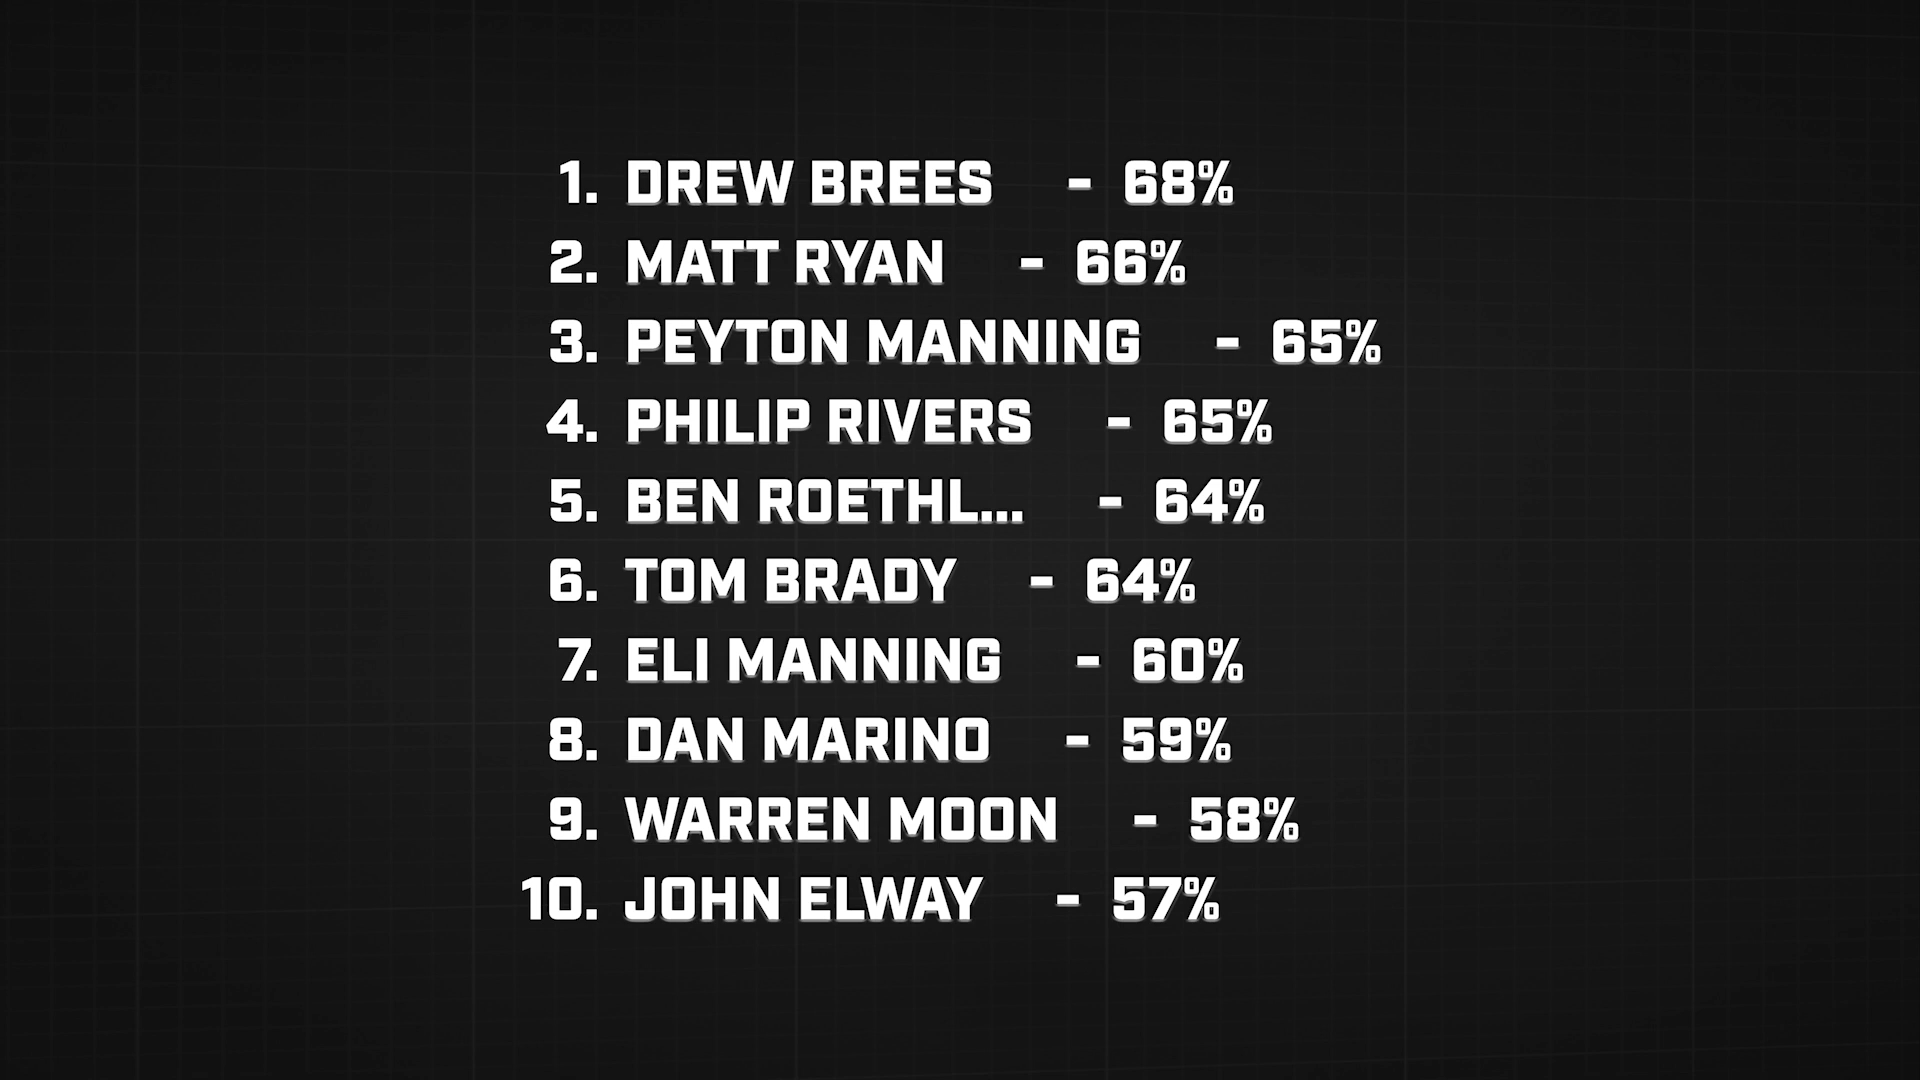 1. DREW BREES - 68%
2. MATT RYAN - 66%
3. PEYTON MANNING - 65%
4. PHILIP RIVERS - 65%
5. BEN ROETHL... - 64%
6. TOM BRADY - 64%
7. ELI MANNING - 60%
8. DAN MARINO - 59%
9. WARREN MOON - 58%
10. JOHN ELWAY - 57%